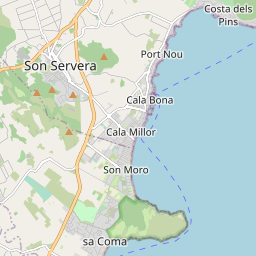 Costa dels
Pins
Port Nou
Son Servera
Cala Bona
Cala Millor
Son Moro
sa Coma